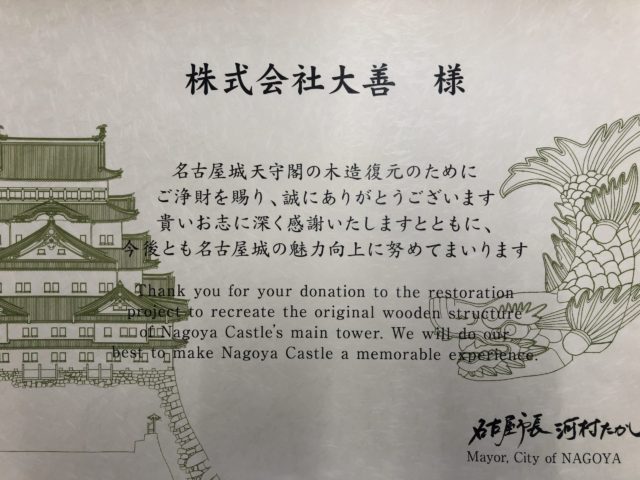 株式会社大善 様
名古屋城天守閣の木造復元のために
ご浄財を賜り、誠にありがとうございます
貴いお志に深く感謝いたしますとともに、
今後とも名古屋城の魅力向上に努めてまいります
Thank you for your donation to the restoration
project to recreate the original wooden structure
of Nagoya Castle's main tower. We will do our
best to make Nagoya Castle a memorable experience.
名古屋市長 河村たかし
Mayor, City of NAGOYA